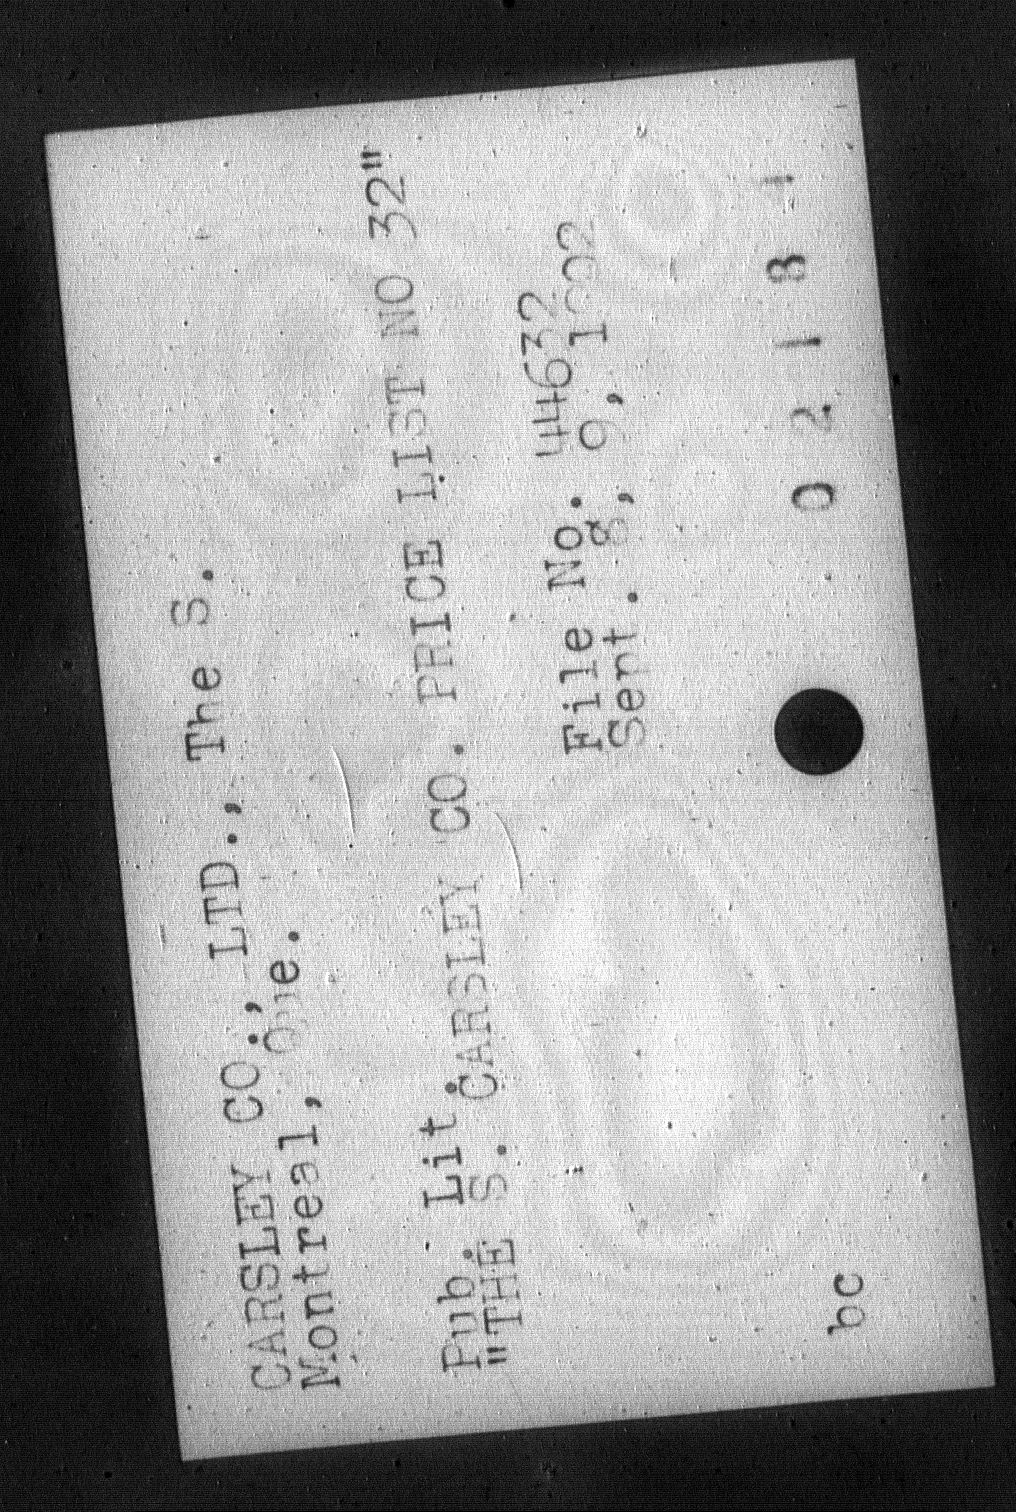 CARSLEY CO., LTD., The S.
Montreal, Que.
Pub. Lit.
"THE S. CARSLEY CO. PRICE LIST NO 32"
File No. 44632
Sept. 8, 9, 1902
bc
0 2 1 8 1